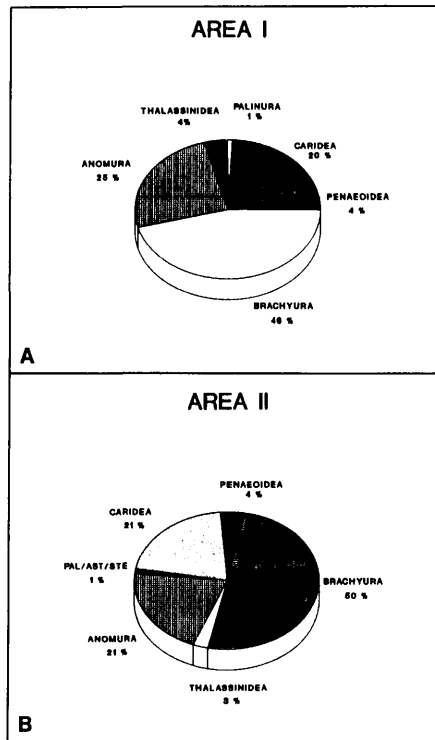 AREA I
THALASSINIDEA
4%
PALINURA
1 %
CARIDEA
20 %
ANOMURA
25 %
PENAEOIDEA
4 %
BRACHYURA
46 %
A
AREA II
PENAEOIDEA
4 %
CARIDEA
21 %
PAL/AST/STE
1 %
BRACHYURA
50 %
ANOMURA
21 %
THALASSINIDEA
3 %
B